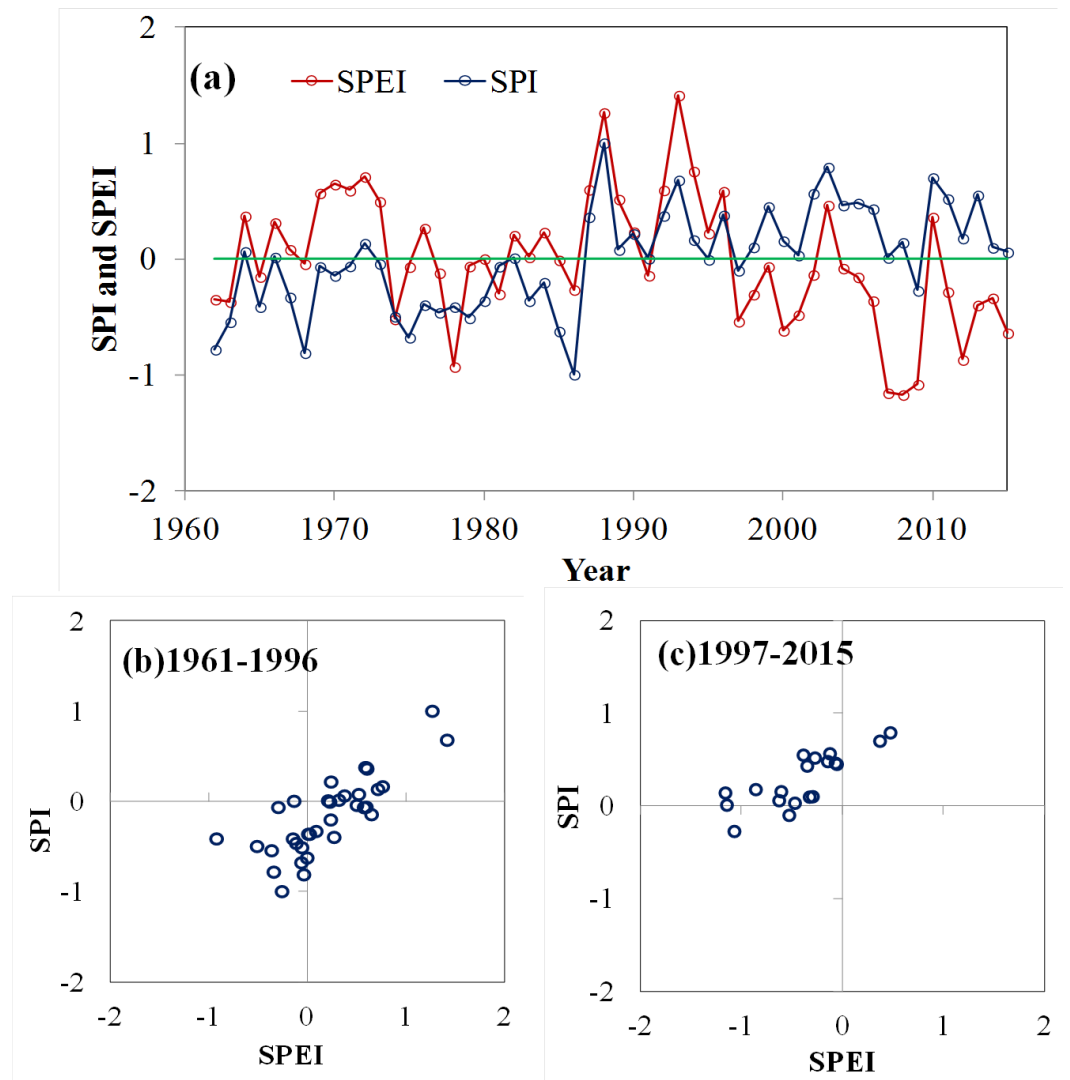 2
(a)
SPEI
SPI
1
0
-1
-2
SPI and SPEI
1960
1970
1980
1990
2000
2010
Year
(b)1961-1996
2
1
0
-1
-2
SPI
-2
-1
0
1
2
SPEI
(c)1997-2015
2
1
0
-1
-2
SPI
-2
-1
0
1
2
SPEI